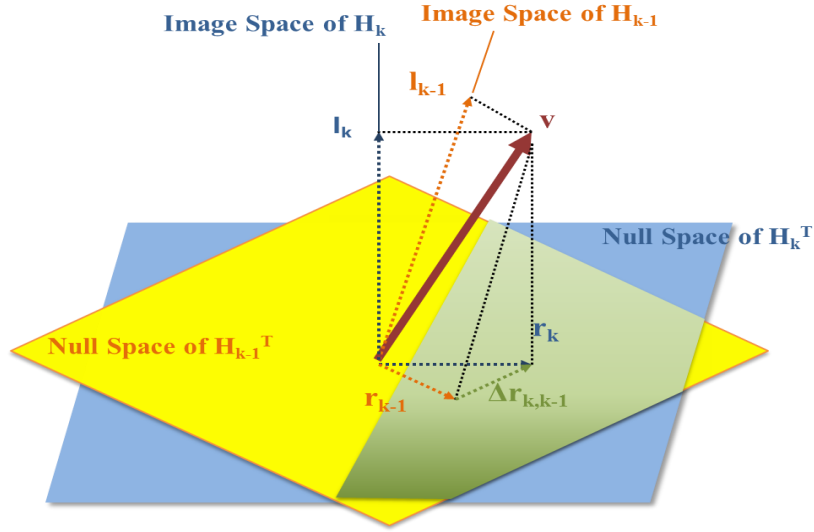 Image Space of Hₖ
Image Space of Hₖ₋₁
lₖ₋₁
lₖ
v
Null Space of Hₖᵀ
rₖ
Null Space of Hₖ₋₁ᵀ
rₖ₋₁
Δrₖ,ₖ₋₁